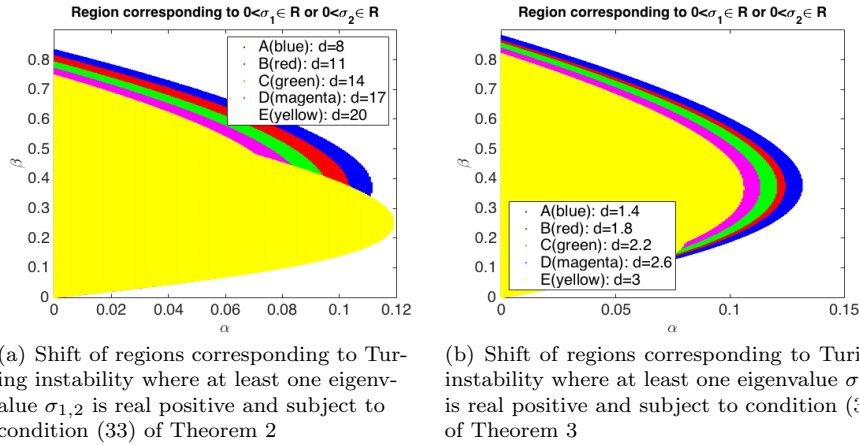 Region corresponding to 0<σ₁∈ R or 0<σ₂∈ R
A(blue): d=8
B(red): d=11
C(green): d=14
D(magenta): d=17
E(yellow): d=20
0.8
0.7
0.6
0.5
0.4
0.3
0.2
0.1
0
β
0 0.02 0.04 0.06 0.08 0.1 0.12
α
(a) Shift of regions corresponding to Tur-
ing instability where at least one eigenv-
alue σ₁,₂ is real positive and subject to
condition (33) of Theorem 2
Region corresponding to 0<σ₁∈ R or 0<σ₂∈ R
0.8
0.7
0.6
0.5
0.4
0.3
0.2
0.1
0
β
A(blue): d=1.4
B(red): d=1.8
C(green): d=2.2
D(magenta): d=2.6
E(yellow): d=3
0 0.05 0.1 0.15
α
(b) Shift of regions corresponding to Turi
instability where at least one eigenvalue σ
is real positive and subject to condition (3
of Theorem 3